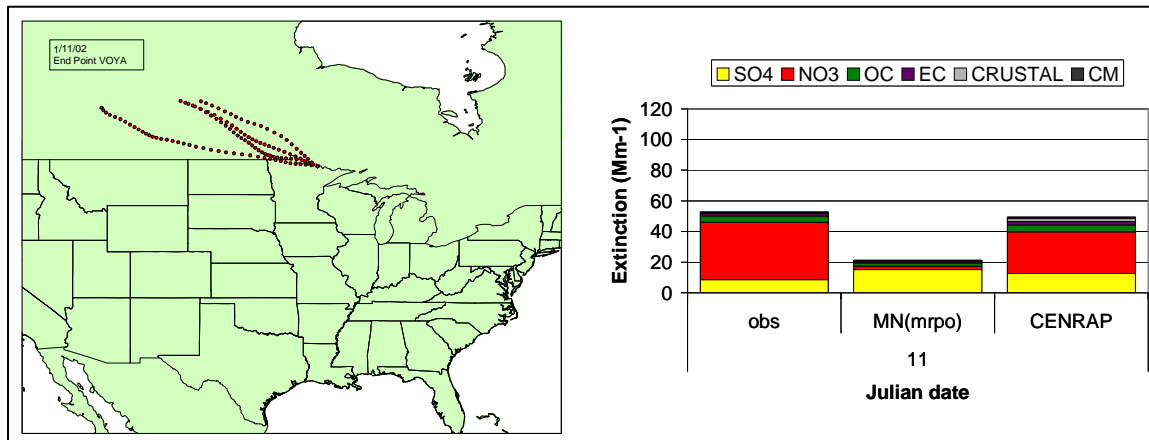 1/11/02
End Point VOYA
SO4 NO3 OC EC CRUSTAL CM
120
100
80
60
40
20
0
Extinction (Mm-1)
obs MN(mrpo) CENRAP
11
Julian date